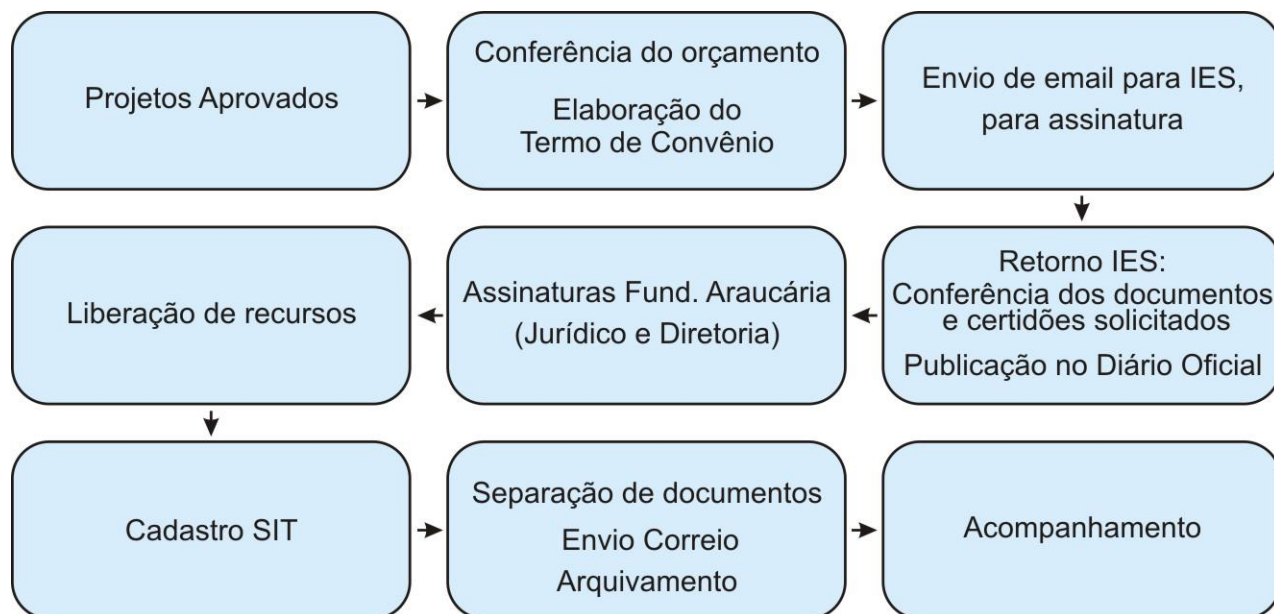 Projetos Aprovados
Conferência do orçamento
Elaboração do
Termo de Convênio
Envio de email para IES,
para assinatura
Retorno IES:
Conferência dos documentos
e certidões solicitados
Publicação no Diário Oficial
Assinaturas Fund. Araucária
(Jurídico e Diretoria)
Liberação de recursos
Cadastro SIT
Separação de documentos
Envio Correio
Arquivamento
Acompanhamento